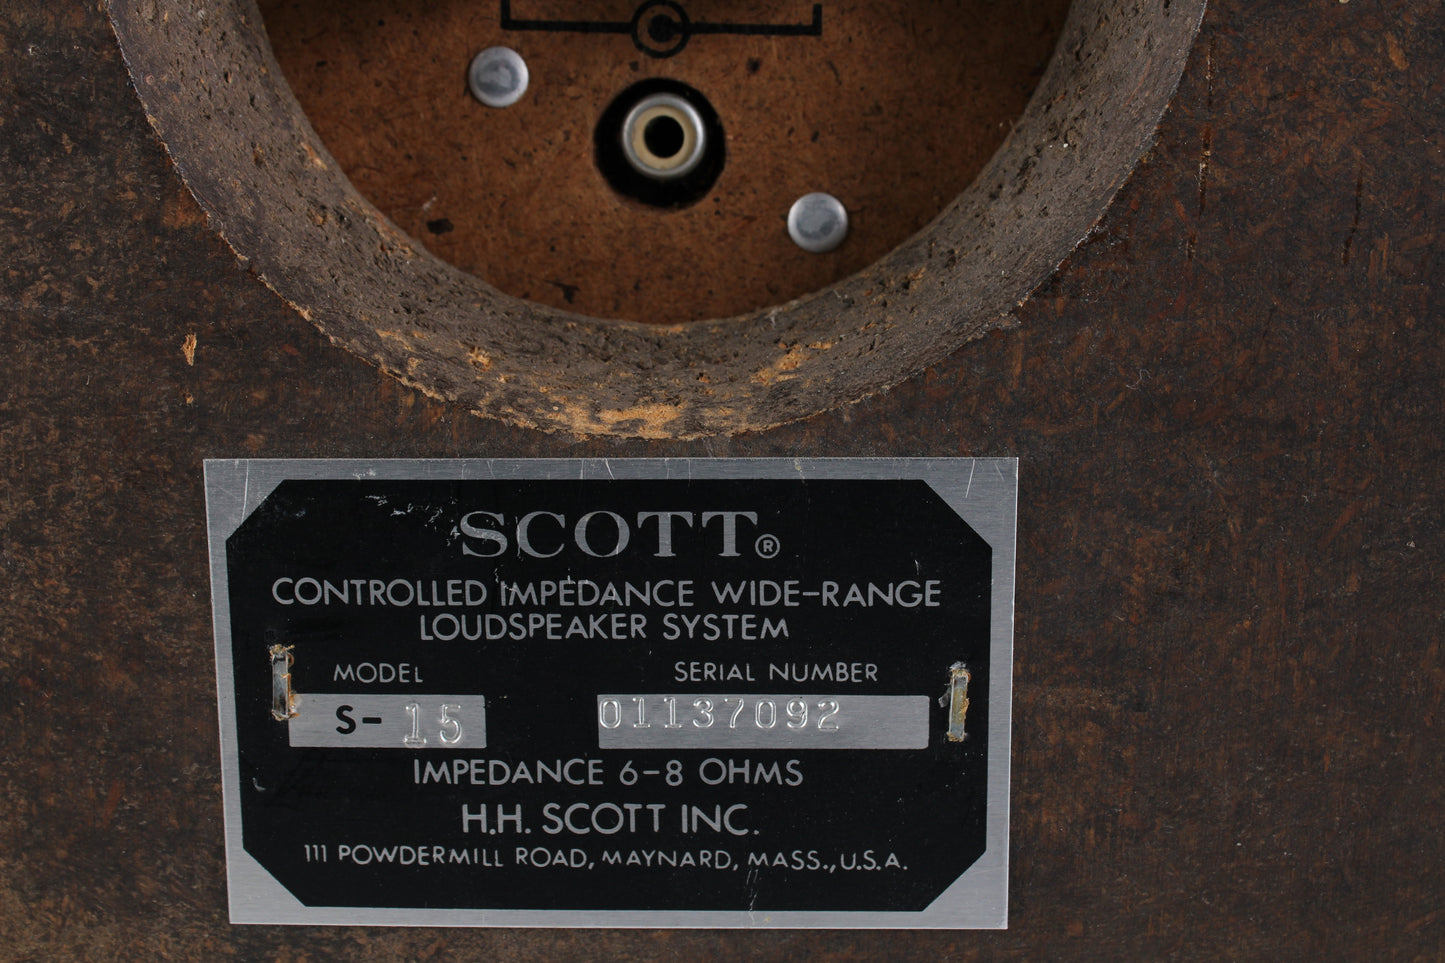 SCOTT®
CONTROLLED IMPEDANCE WIDE-RANGE
LOUDSPEAKER SYSTEM
MODEL SERIAL NUMBER
S-15 01137092
IMPEDANCE 6-8 OHMS
H.H. SCOTT INC.
111 POWDERMILL ROAD, MAYNARD, MASS., U.S.A.